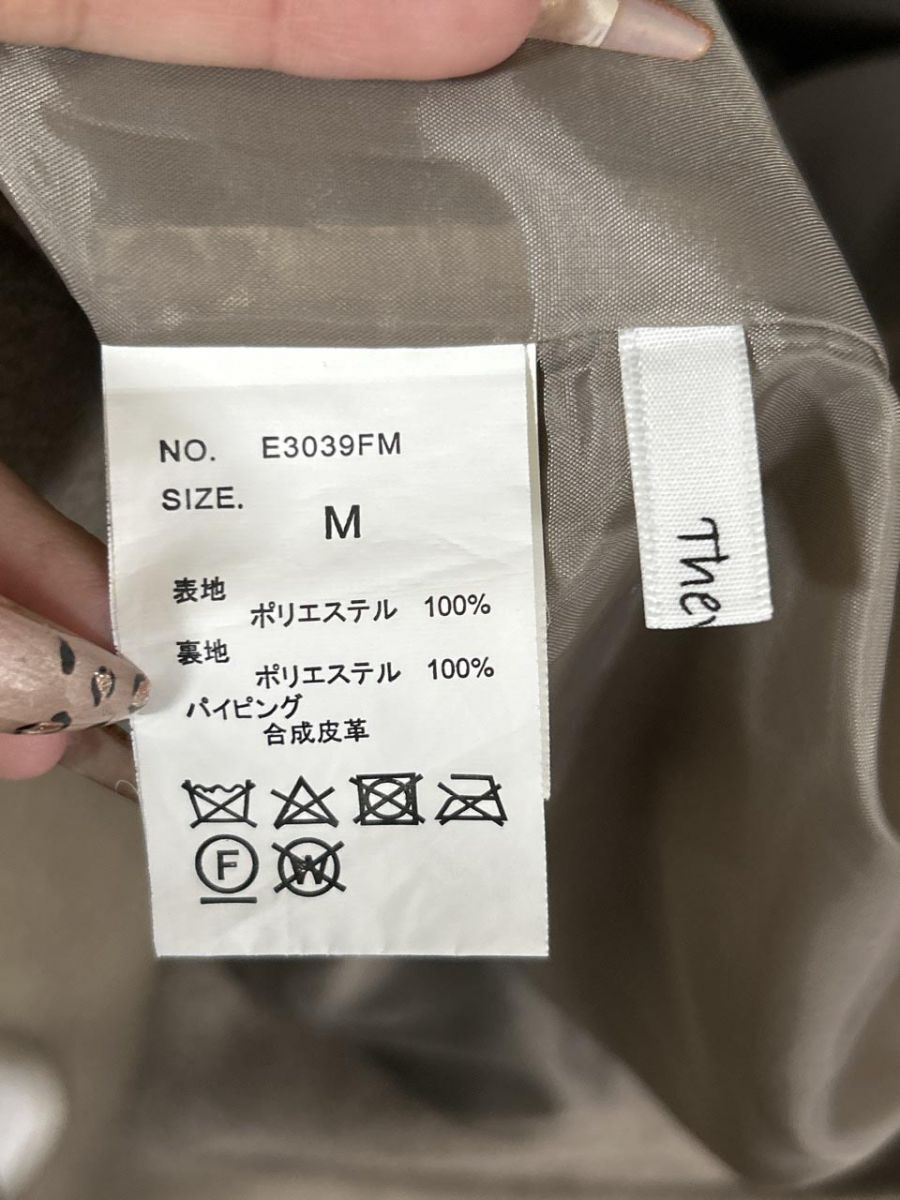 NO. E3039FM
SIZE.
M
表地
ポリエステル 100%
裏地
ポリエステル 100%
パイピング
合成皮革
F
W
The